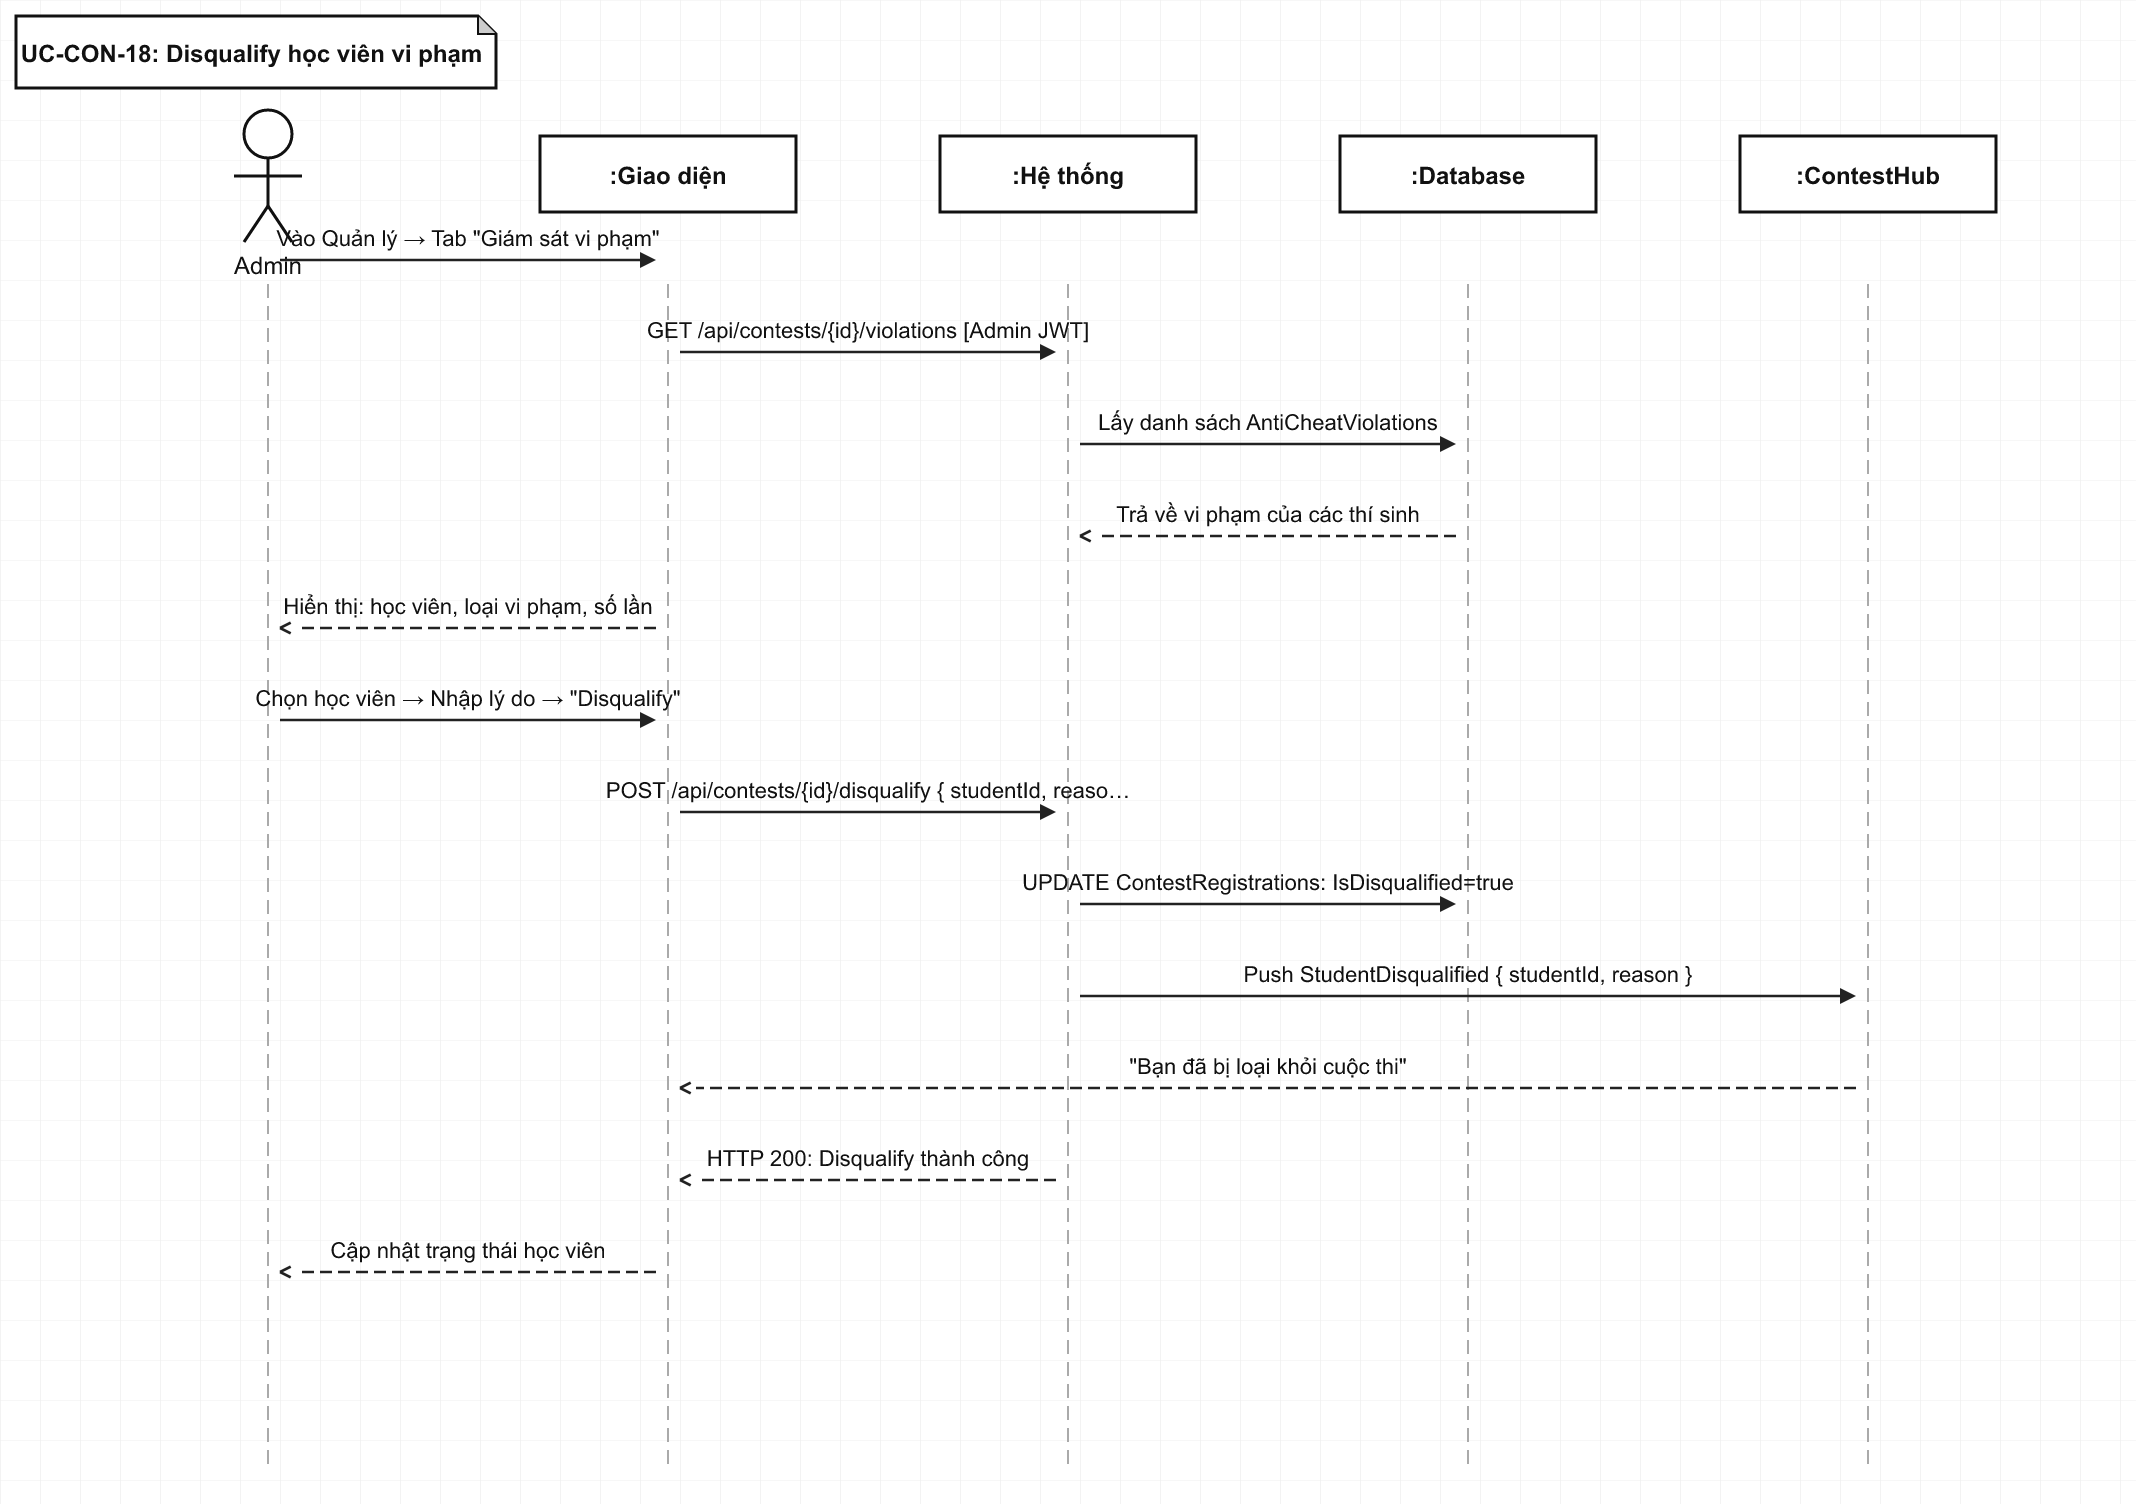 UC-CON-18: Disqualify học viên vi phạm
:Giao diện
:Hệ thống
:Database
:ContestHub
Vào Quản lý → Tab "Giám sát vi phạm"
Admin
GET /api/contests/{id}/violations [Admin JWT]
Lấy danh sách AntiCheatViolations
Trả về vi phạm của các thí sinh
Hiển thị: học viên, loại vi phạm, số lần
Chọn học viên → Nhập lý do → "Disqualify"
POST /api/contests/{id}/disqualify { studentId, reaso…
UPDATE ContestRegistrations: IsDisqualified=true
Push StudentDisqualified { studentId, reason }
"Bạn đã bị loại khỏi cuộc thi"
HTTP 200: Disqualify thành công
Cập nhật trạng thái học viên